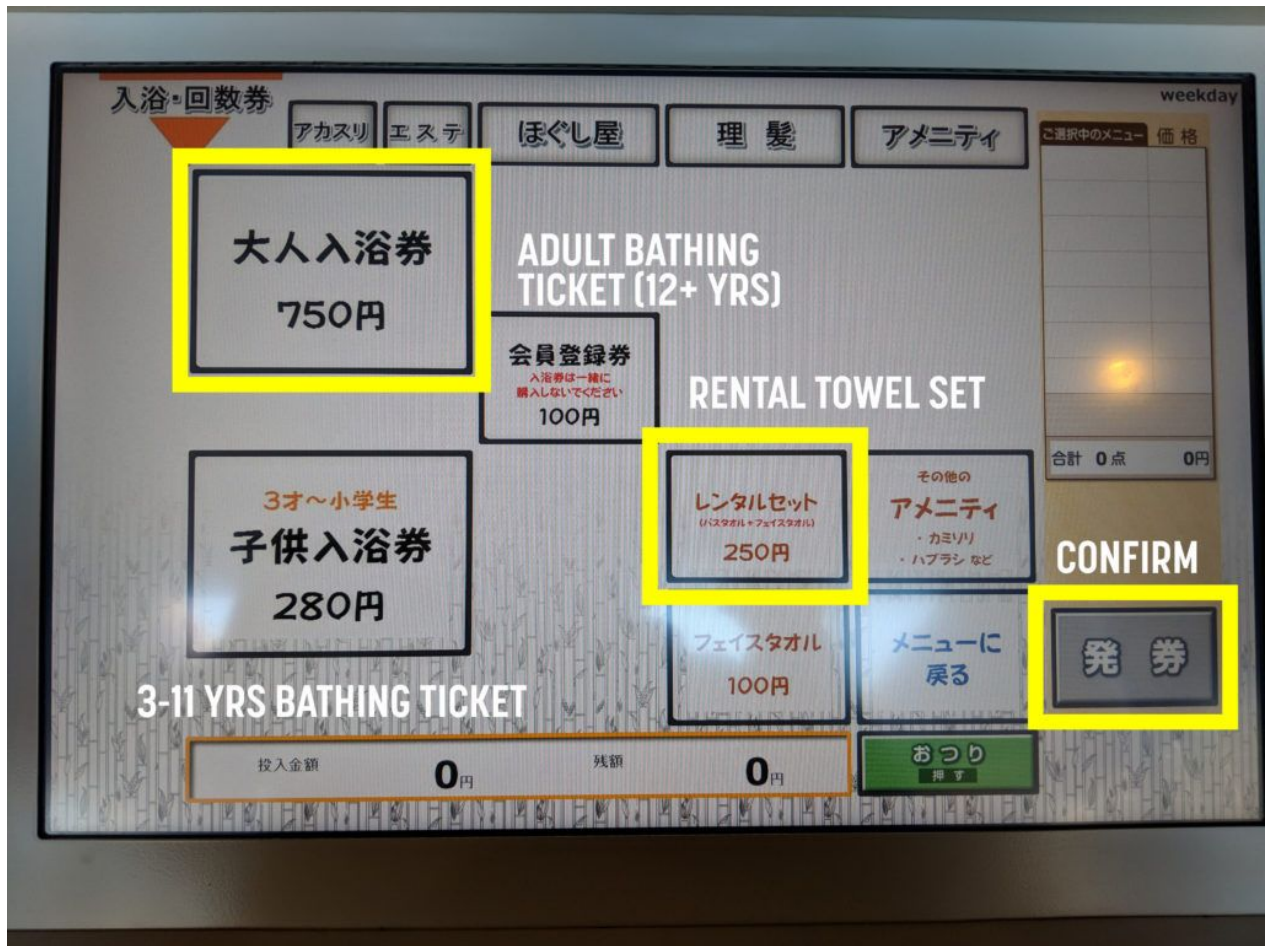 weekday
入浴・回数券
アカスリ
エステ
ほぐし屋
理髪
アメニティ
ご選択中のメニュー 価格
大人入浴券
750円
ADULT BATHING
TICKET (12+ YRS)
会員登録券
入浴券は一緒に
購入しないでください
100円
RENTAL TOWEL SET
合計 0点 0円
3才～小学生
子供入浴券
280円
3-11 YRS BATHING TICKET
レンタルセット
(バスタオル+フェイスタオル)
250円
その他の
アメニティ
・カミソリ
・ハブラシ など
CONFIRM
発券
フェイスタオル
100円
メニューに
戻る
投入金額 0円 残額 0円
おつり
押す